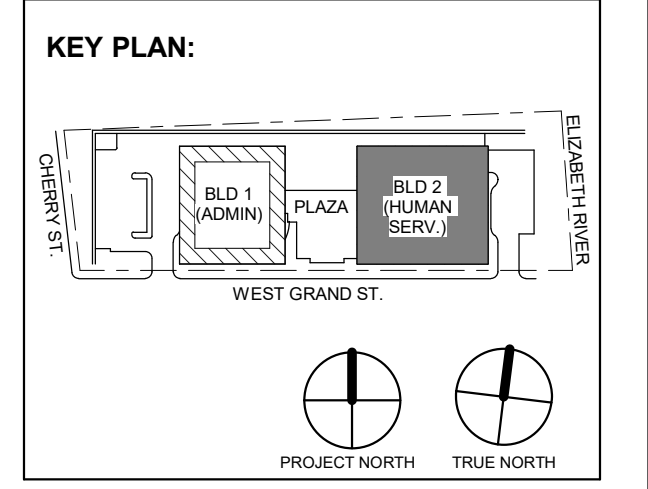 KEY PLAN:
CHERRY ST.
BLD 1
(ADMIN)
PLAZA
BLD 2
(HUMAN
SERV.)
ELIZABETH RIVER
WEST GRAND ST.
PROJECT NORTH
TRUE NORTH